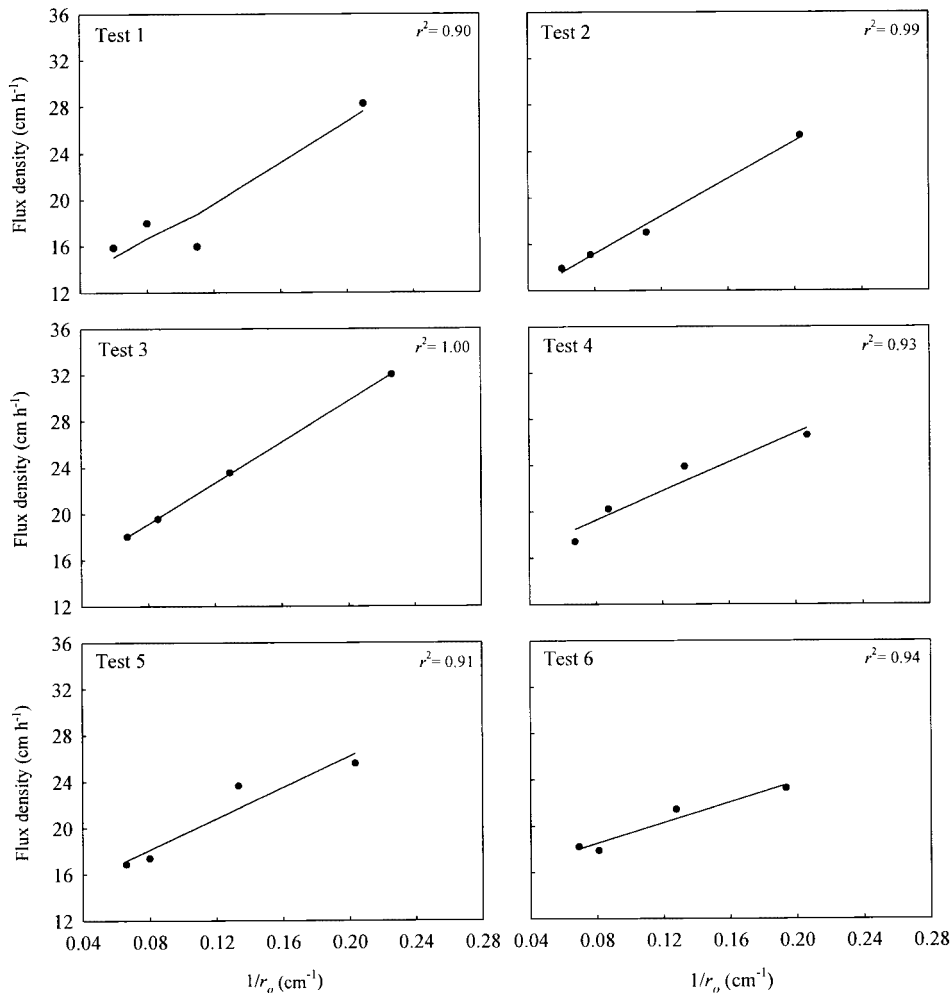 Test 1
r²= 0.90
36
32
28
24
20
16
12
Flux density (cm h⁻¹)
Test 2
r²= 0.99
Test 3
r²= 1.00
36
32
28
24
20
16
12
Flux density (cm h⁻¹)
Test 4
r²= 0.93
Test 5
r²= 0.91
36
32
28
24
20
16
12
Flux density (cm h⁻¹)
0.04 0.08 0.12 0.16 0.20 0.24 0.28
1/rₒ (cm⁻¹)
Test 6
r²= 0.94
0.04 0.08 0.12 0.16 0.20 0.24 0.28
1/rₒ (cm⁻¹)